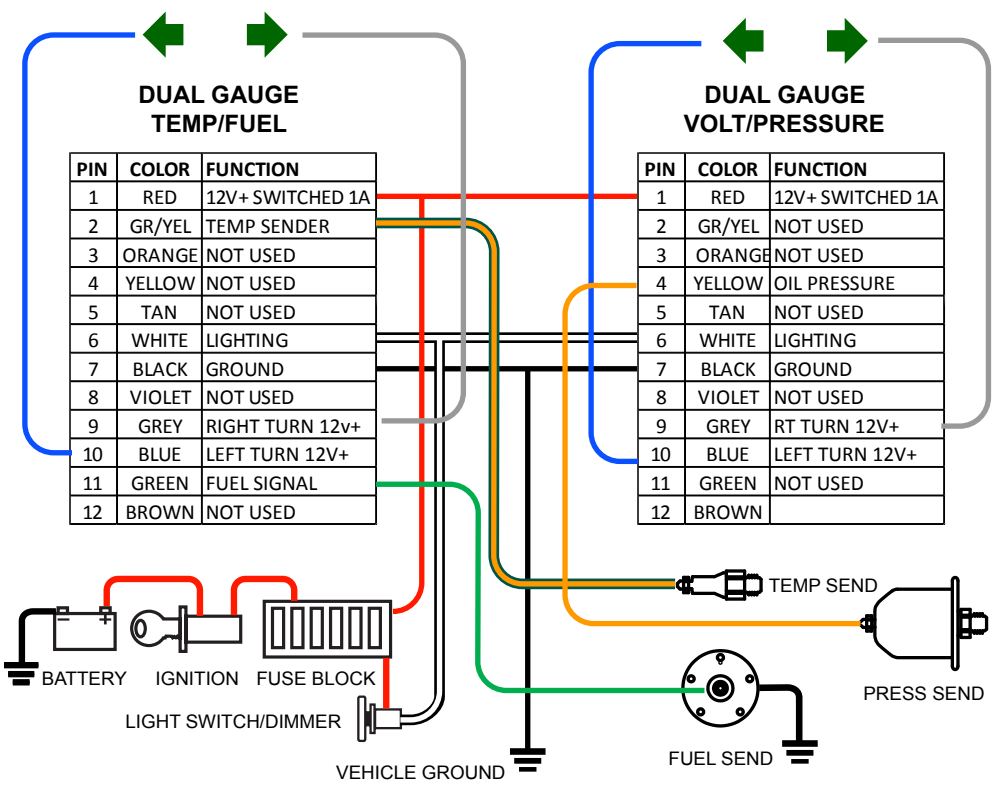 DUAL GAUGE
TEMP/FUEL
PIN COLOR FUNCTION
1 RED 12V+ SWITCHED 1A
2 GR/YEL TEMP SENDER
3 ORANGE NOT USED
4 YELLOW NOT USED
5 TAN NOT USED
6 WHITE LIGHTING
7 BLACK GROUND
8 VIOLET NOT USED
9 GREY RIGHT TURN 12v+
10 BLUE LEFT TURN 12V+
11 GREEN FUEL SIGNAL
12 BROWN NOT USED
DUAL GAUGE
VOLT/PRESSURE
PIN COLOR FUNCTION
1 RED 12V+ SWITCHED 1A
2 GR/YEL NOT USED
3 ORANGE NOT USED
4 YELLOW OIL PRESSURE
5 TAN NOT USED
6 WHITE LIGHTING
7 BLACK GROUND
8 VIOLET NOT USED
9 GREY RT TURN 12V+
10 BLUE LEFT TURN 12V+
11 GREEN NOT USED
12 BROWN
TEMP SEND
− +
BATTERY
IGNITION
FUSE BLOCK
PRESS SEND
LIGHT SWITCH/DIMMER
FUEL SEND
VEHICLE GROUND